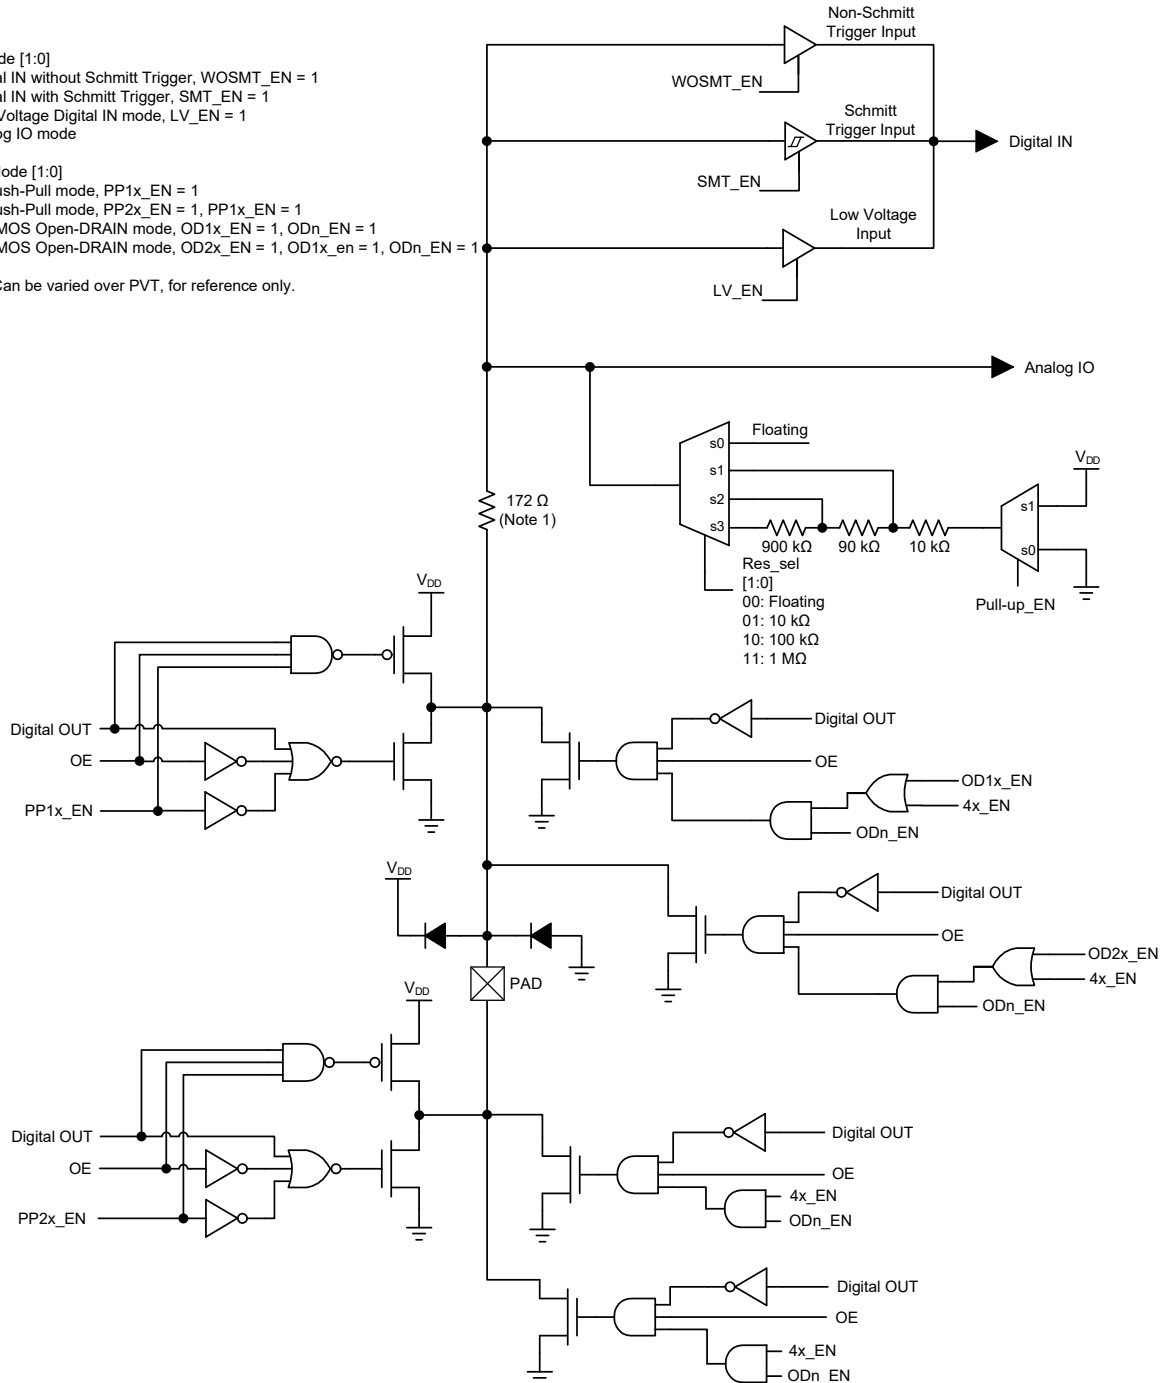 de [1:0]
al IN without Schmitt Trigger, WOSMT_EN = 1
al IN with Schmitt Trigger, SMT_EN = 1
Voltage Digital IN mode, LV_EN = 1
og IO mode
ode [1:0]
ush-Pull mode, PP1x_EN = 1
ush-Pull mode, PP2x_EN = 1, PP1x_EN = 1
MOS Open-DRAIN mode, OD1x_EN = 1, ODn_EN = 1
MOS Open-DRAIN mode, OD2x_EN = 1, OD1x_en = 1, ODn_EN = 1
Can be varied over PVT, for reference only.
Non-Schmitt
Trigger Input
WOSMT_EN
Schmitt
Trigger Input
Digital IN
SMT_EN
Low Voltage
Input
LV_EN
Analog IO
Floating
s0
s1
s2
s3
900 kΩ
90 kΩ
10 kΩ
VDD
s1
s0
Pull-up_EN
Res_sel
[1:0]
00: Floating
01: 10 kΩ
10: 100 kΩ
11: 1 MΩ
172 Ω
(Note 1)
VDD
Digital OUT
OE
PP1x_EN
Digital OUT
OE
OD1x_EN
4x_EN
ODn_EN
VDD
Digital OUT
OE
OD2x_EN
4x_EN
ODn_EN
PAD
VDD
Digital OUT
OE
PP2x_EN
Digital OUT
OE
4x_EN
ODn_EN
Digital OUT
OE
4x_EN
ODn_EN